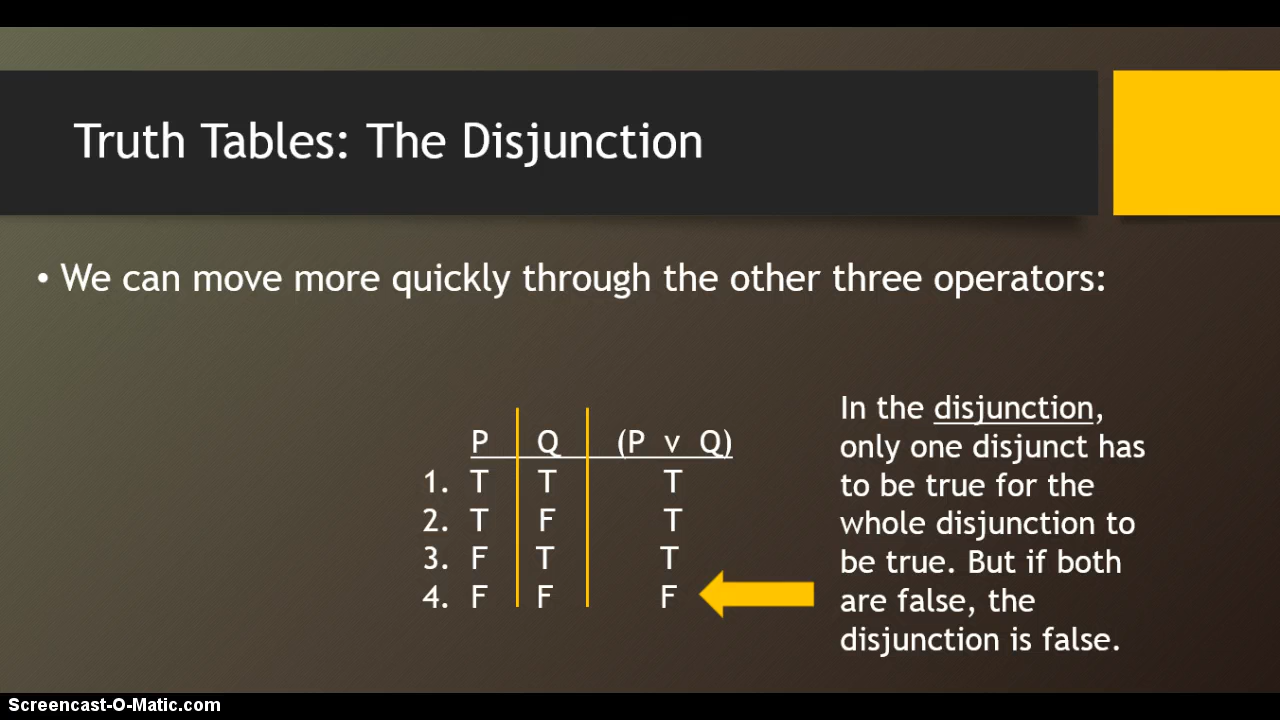 Truth Tables: The Disjunction
• We can move more quickly through the other three operators:
P Q (P v Q)
1. T T T
2. T F T
3. F T T
4. F F F
In the disjunction,
only one disjunct has
to be true for the
whole disjunction to
be true. But if both
are false, the
disjunction is false.
Screencast-O-Matic.com